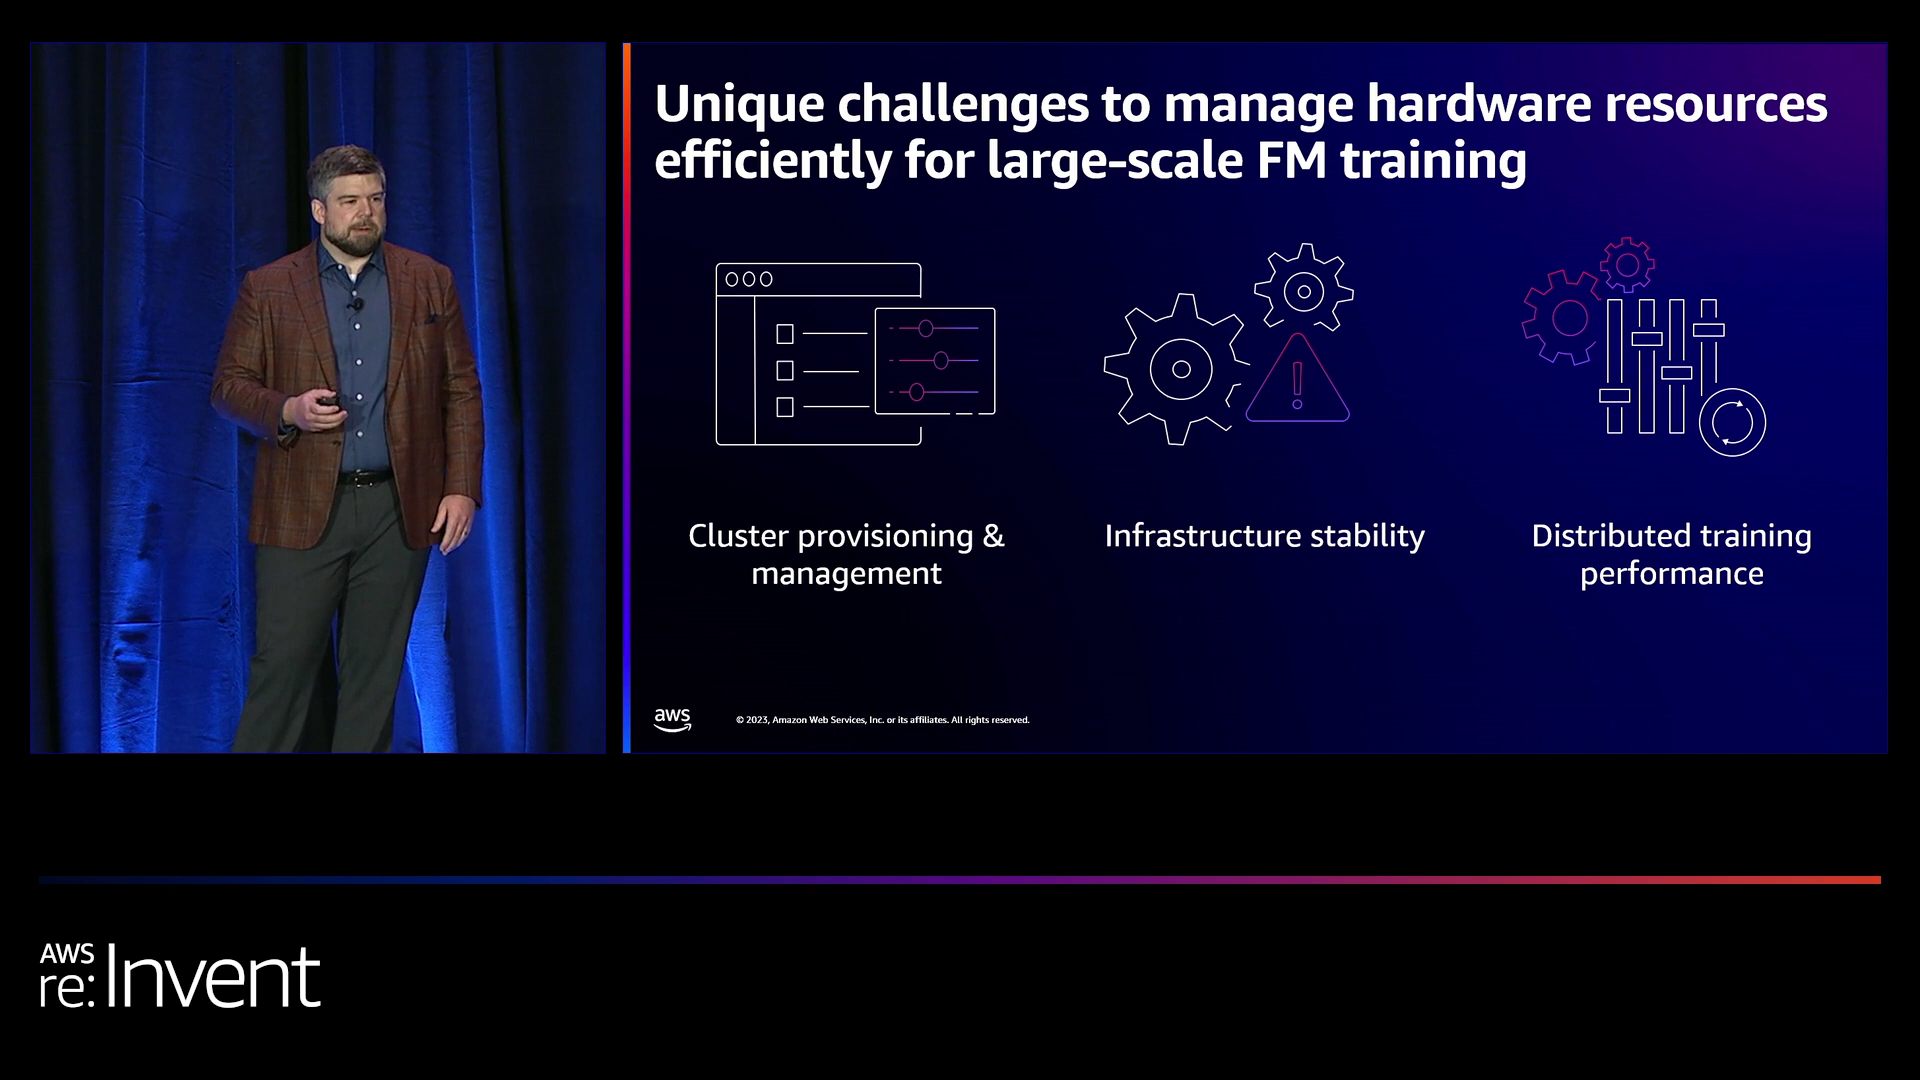 Unique challenges to manage hardware resources
efficiently for large-scale FM training
Cluster provisioning &
management
Infrastructure stability
Distributed training
performance
aws
© 2023, Amazon Web Services, Inc. or its affiliates. All rights reserved.
AWS
re:Invent